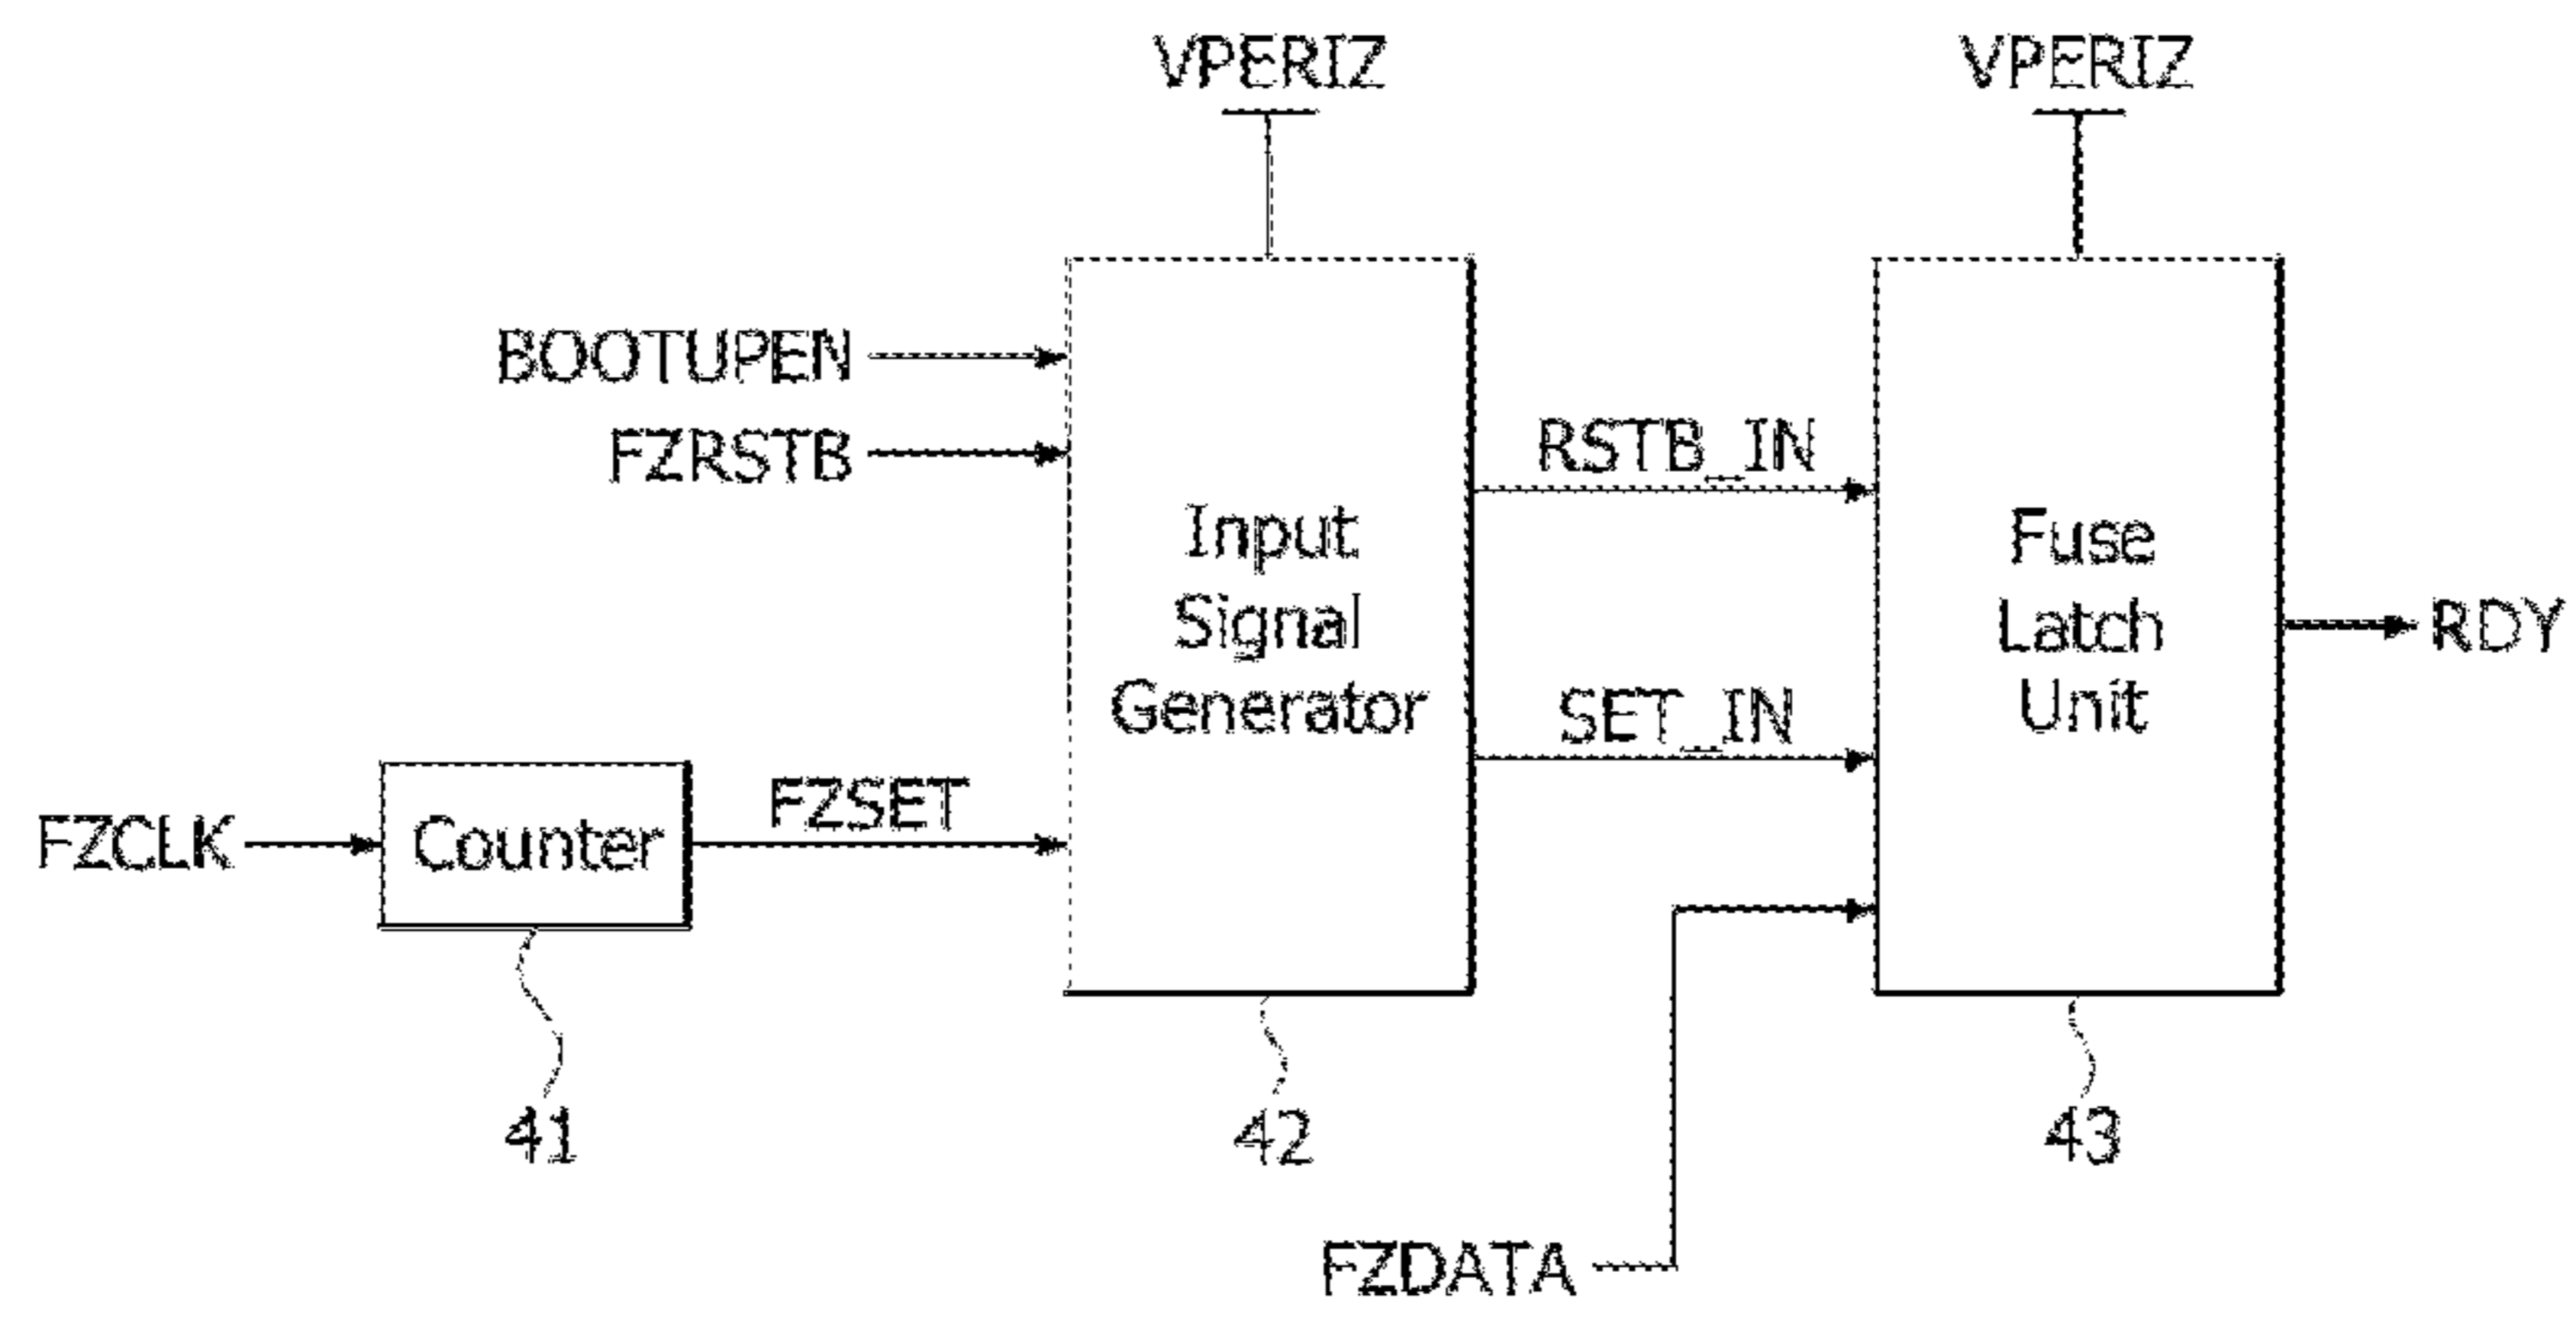 VPERIZ
VPERIZ
BOOTUPEN
FZRSTB
RSTB_IN
Input
Signal
Generator
Fuse
Latch
Unit
RDY
SET_IN
FZSET
FZCLK
Counter
41
42
43
FZDATA